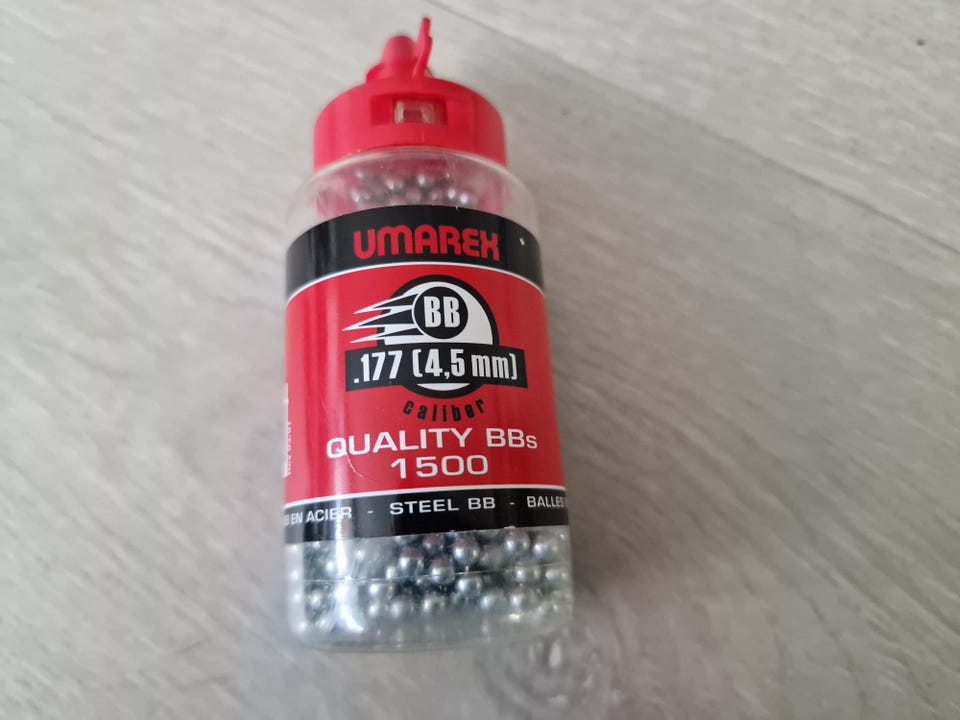 UMAREX
BB
.177 (4,5 mm)
caliber
QUALITY BBs
1500
EN ACIER - STEEL BB - BALLES